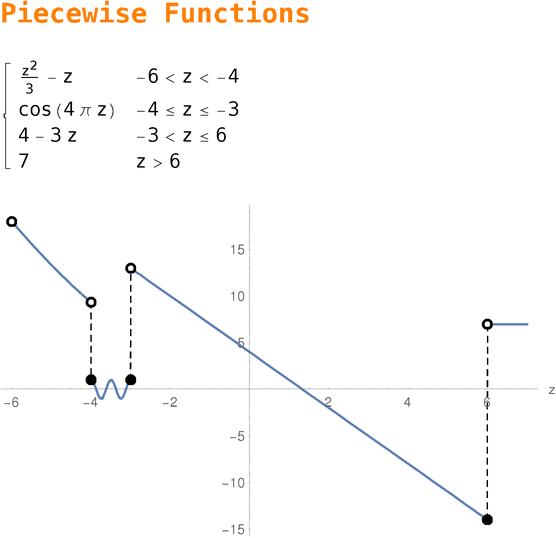 Piecewise Functions
z²/3 − z    −6 < z < −4
cos (4 π z)    −4 ≤ z ≤ −3
4 − 3 z    −3 < z ≤ 6
7    z > 6
15
10
5
−6 −4 −2 2 4 6 z
−5
−10
−15